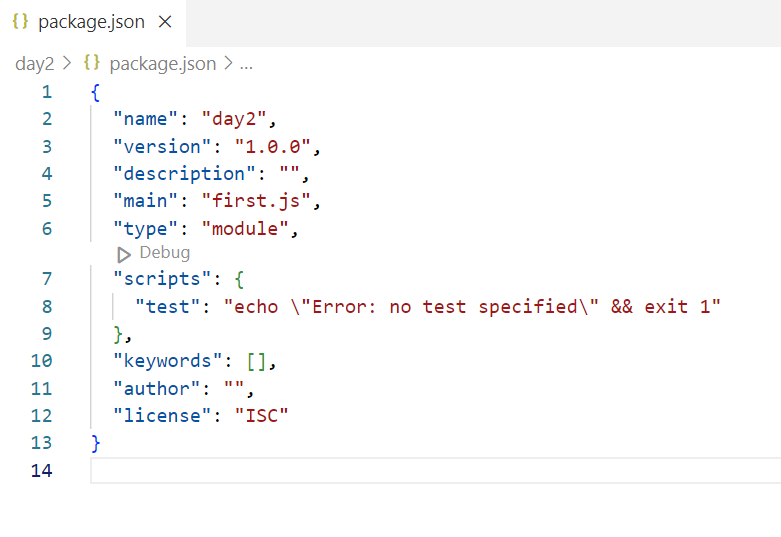 {} package.json ×
day2 > {} package.json > ...
1 {
2 "name": "day2",
3 "version": "1.0.0",
4 "description": "",
5 "main": "first.js",
6 "type": "module",
Debug
7 "scripts": {
8 "test": "echo \"Error: no test specified\" && exit 1"
9 },
10 "keywords": [],
11 "author": "",
12 "license": "ISC"
13 }
14